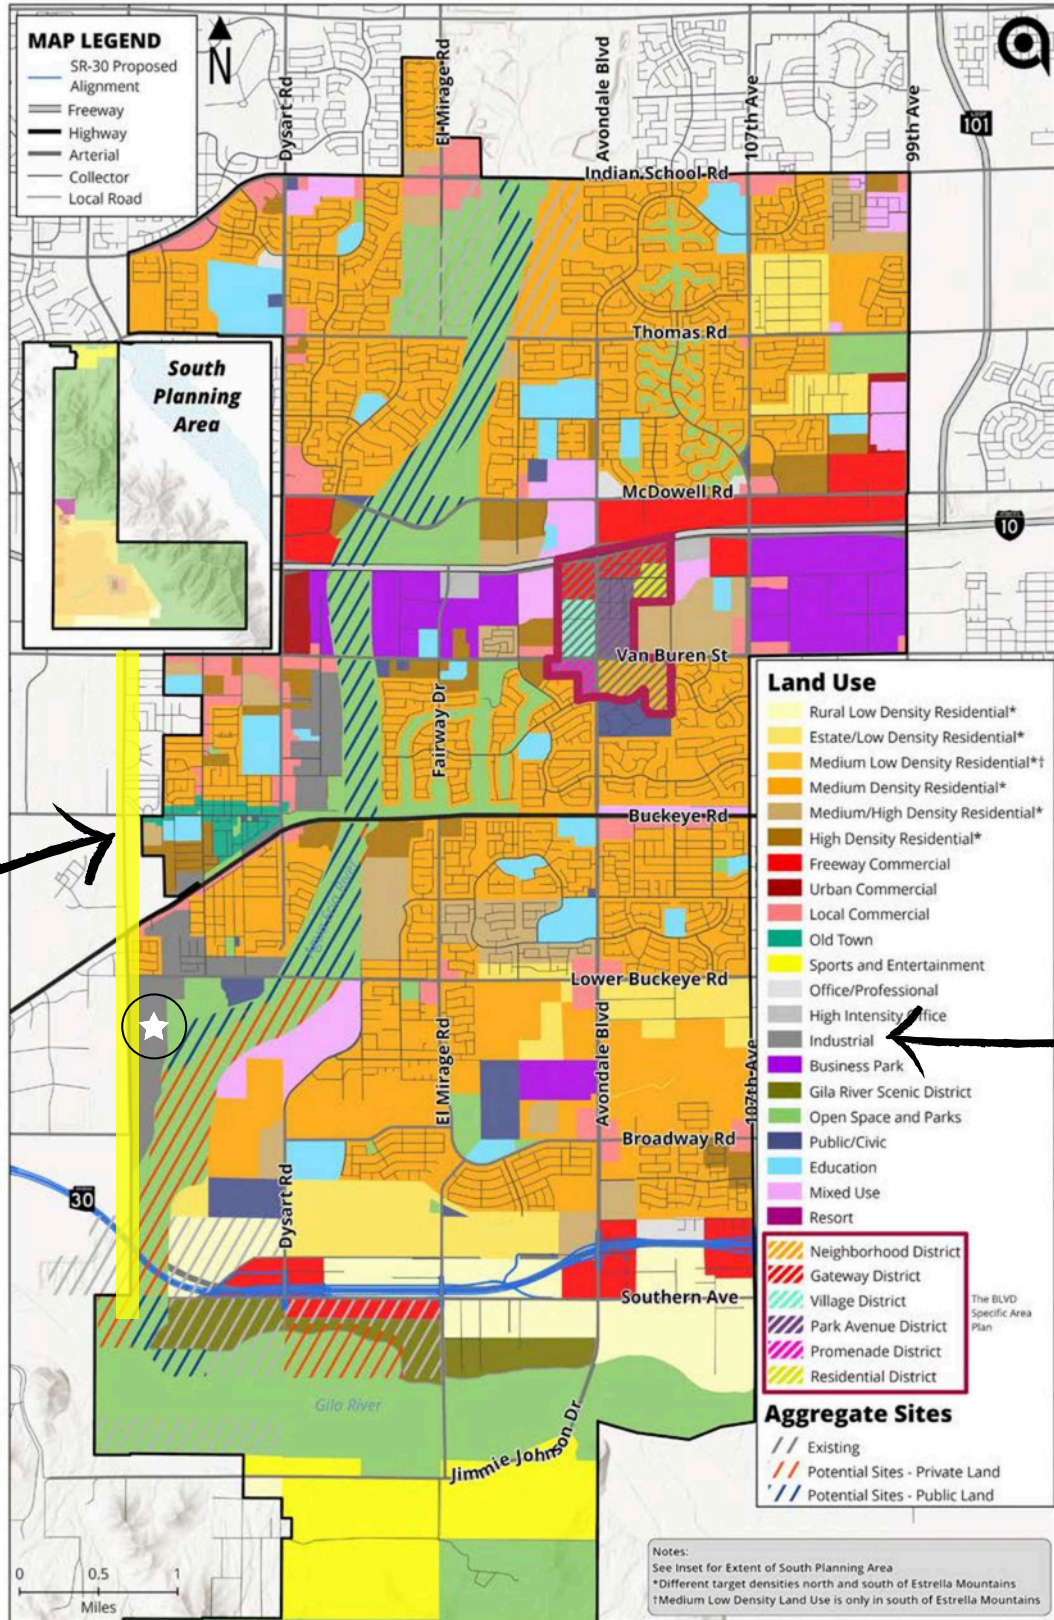 MAP LEGEND
SR-30 Proposed
Alignment
Freeway
Highway
Arterial
Collector
Local Road
N
Dysart Rd
El Mirage Rd
Avondale Blvd
107th Ave
99th Ave
LOOP
101
Indian School Rd
Thomas Rd
South
Planning
Area
McDowell Rd
10
Van Buren St
Fairway Dr
Buckeye Rd
Agua Fria River
Lower Buckeye Rd
El Mirage Rd
Avondale Blvd
107th Ave
Broadway Rd
Dysart Rd
30
Southern Ave
Gila River
Jimmie Johnson Dr
Land Use
Rural Low Density Residential*
Estate/Low Density Residential*
Medium Low Density Residential*†
Medium Density Residential*
Medium/High Density Residential*
High Density Residential*
Freeway Commercial
Urban Commercial
Local Commercial
Old Town
Sports and Entertainment
Office/Professional
High Intensity Office
Industrial
Business Park
Gila River Scenic District
Open Space and Parks
Public/Civic
Education
Mixed Use
Resort
Neighborhood District
Gateway District
Village District
Park Avenue District
Promenade District
Residential District
The BLVD
Specific Area
Plan
Aggregate Sites
Existing
Potential Sites - Private Land
Potential Sites - Public Land
0 0.5 1
Miles
Notes:
See Inset for Extent of South Planning Area
*Different target densities north and south of Estrella Mountains
†Medium Low Density Land Use is only in south of Estrella Mountains